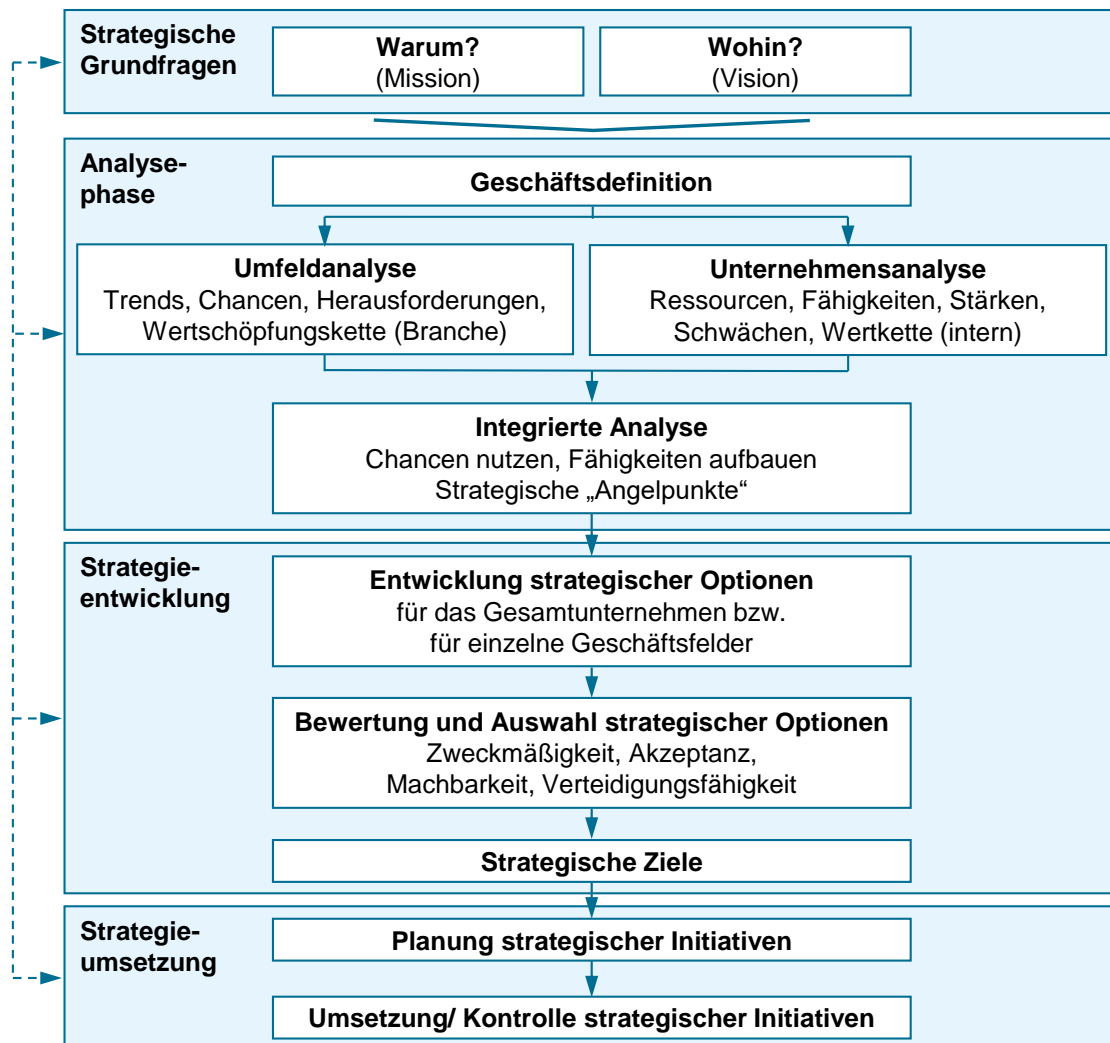 Strategische
Grundfragen
Warum?
(Mission)
Wohin?
(Vision)
Analyse-
phase
Geschäftsdefinition
Umfeldanalyse
Trends, Chancen, Herausforderungen,
Wertschöpfungskette (Branche)
Unternehmensanalyse
Ressourcen, Fähigkeiten, Stärken,
Schwächen, Wertkette (intern)
Integrierte Analyse
Chancen nutzen, Fähigkeiten aufbauen
Strategische „Angelpunkte“
Strategie-
entwicklung
Entwicklung strategischer Optionen
für das Gesamtunternehmen bzw.
für einzelne Geschäftsfelder
Bewertung und Auswahl strategischer Optionen
Zweckmäßigkeit, Akzeptanz,
Machbarkeit, Verteidigungsfähigkeit
Strategische Ziele
Strategie-
umsetzung
Planung strategischer Initiativen
Umsetzung/ Kontrolle strategischer Initiativen